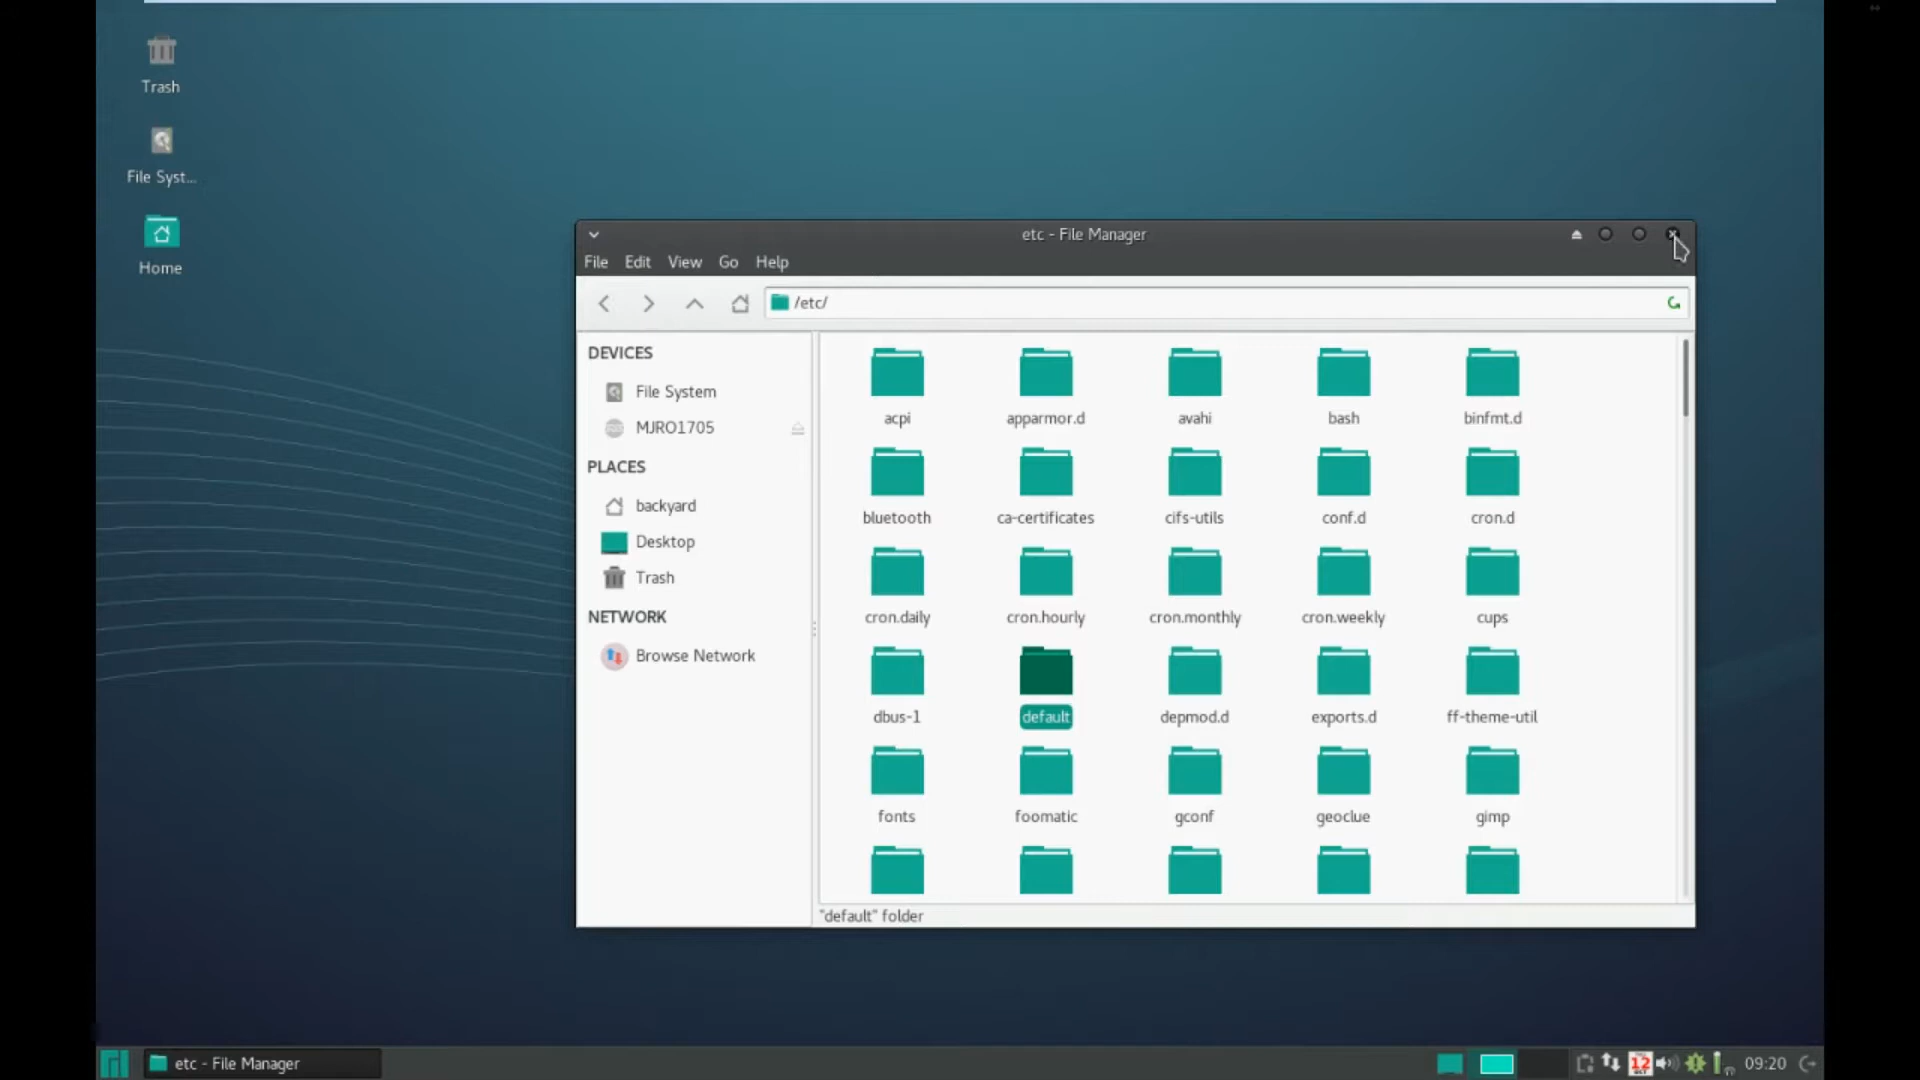 Trash
File Syst...
Home
etc - File Manager
File Edit View Go Help
/etc/
DEVICES
File System
MJRO1705
PLACES
backyard
Desktop
Trash
NETWORK
Browse Network
acpi apparmor.d avahi bash binfmt.d
bluetooth ca-certificates cifs-utils conf.d cron.d
cron.daily cron.hourly cron.monthly cron.weekly cups
dbus-1 default depmod.d exports.d ff-theme-util
fonts foomatic gconf geoclue gimp
"default" folder
etc - File Manager
12
09:20